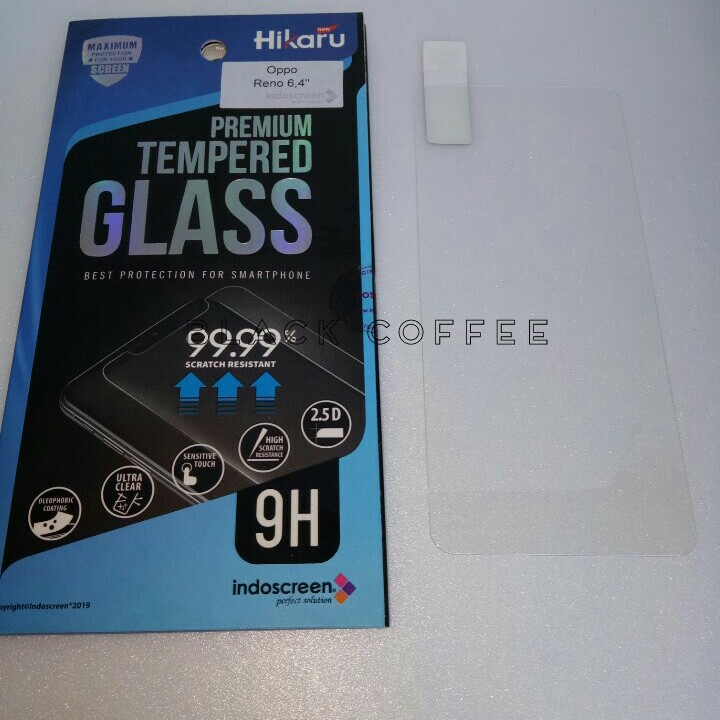 MAXIMUM
PROTECTION
FOR YOUR
SCREEN
NEW
Hikaru
Oppo
Reno 6,4"
indoscreen
PREMIUM
TEMPERED
GLASS
BEST PROTECTION FOR SMARTPHONE
BLACK COFFEE
99.99%
SCRATCH RESISTANT
2.5D
HIGH
SCRATCH
RESISTANCE
SENSITIVE
TOUCH
ULTRA
CLEAR
OLEOPHOBIC
COATING
9H
indoscreen
perfect solution
opyright©Indoscreen®2019